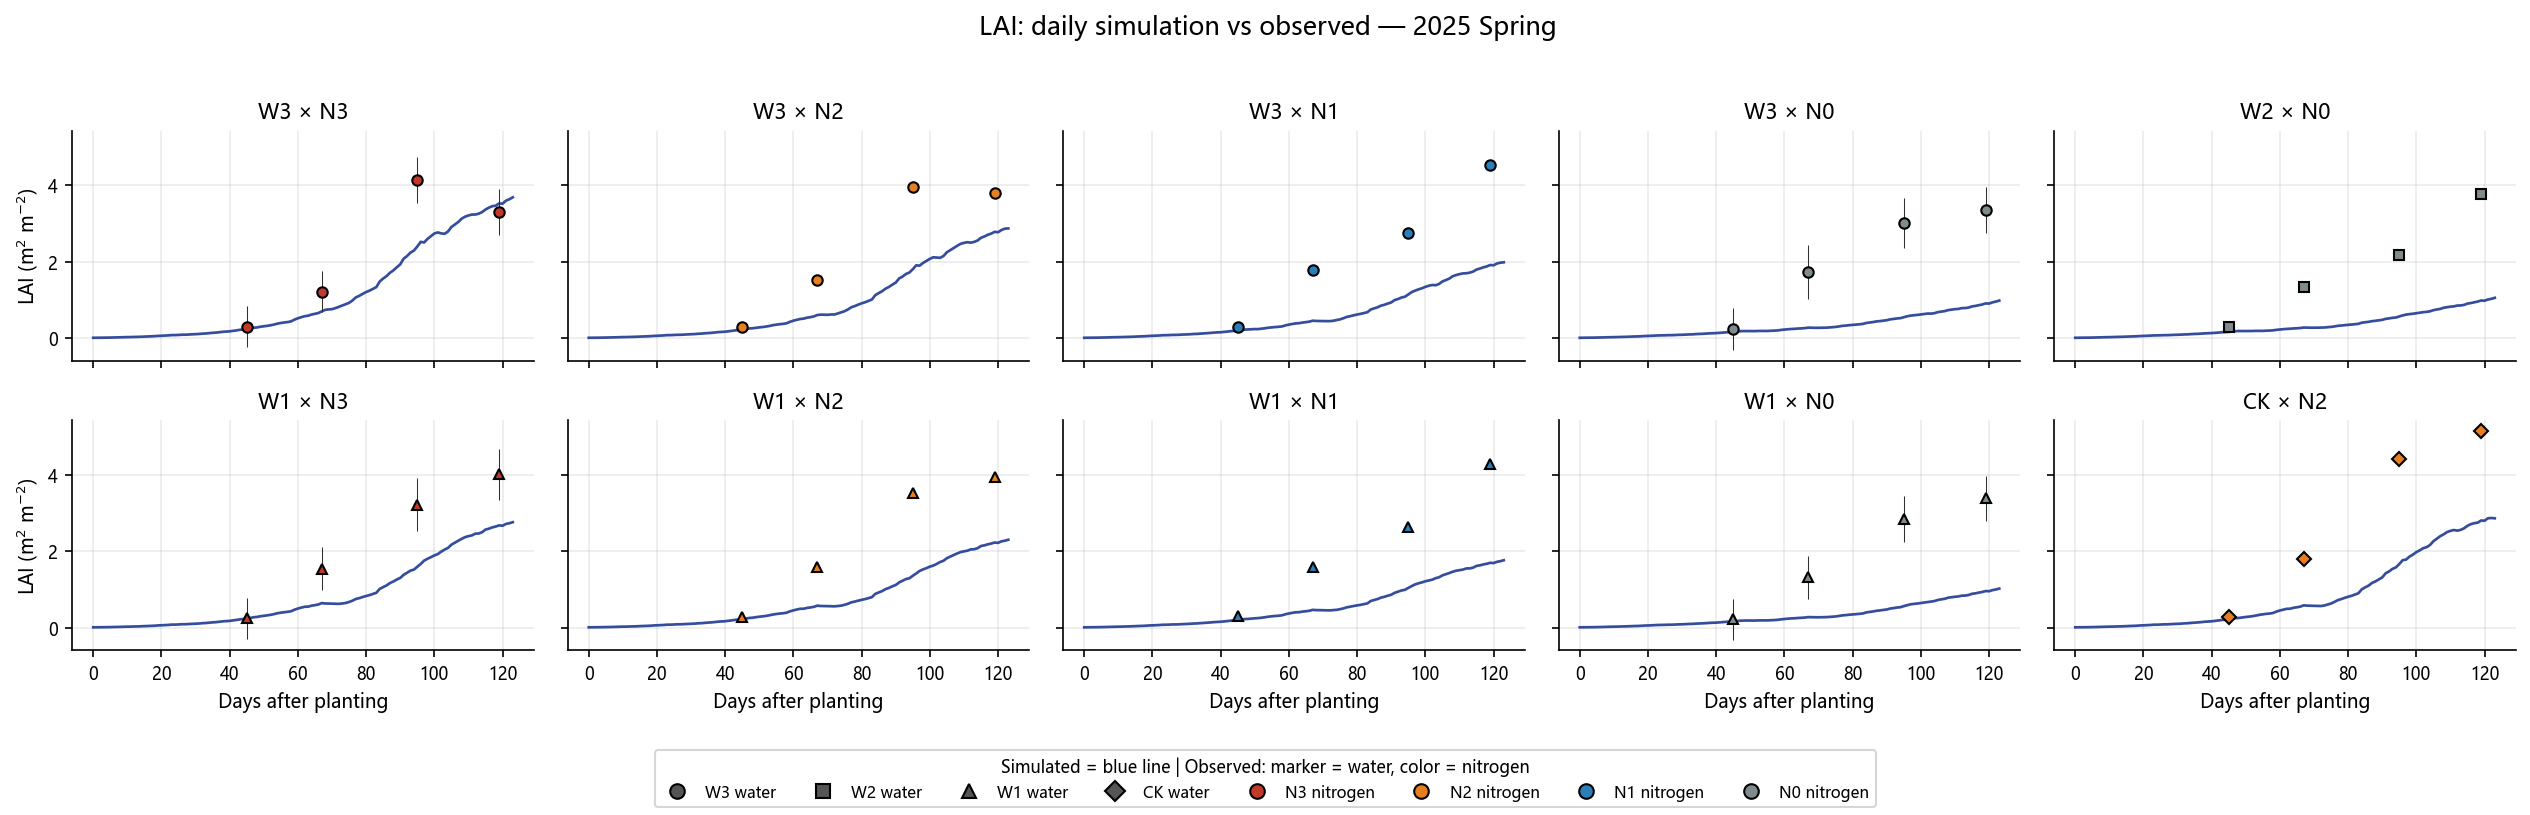 LAI: daily simulation vs observed — 2025 Spring
W3 × N3
W3 × N2
W3 × N1
W3 × N0
W2 × N0
LAI (m² m⁻²)
4
2
0
W1 × N3
W1 × N2
W1 × N1
W1 × N0
CK × N2
LAI (m² m⁻²)
4
2
0
0 20 40 60 80 100 120
0 20 40 60 80 100 120
0 20 40 60 80 100 120
0 20 40 60 80 100 120
0 20 40 60 80 100 120
Days after planting
Days after planting
Days after planting
Days after planting
Days after planting
Simulated = blue line | Observed: marker = water, color = nitrogen
W3 water W2 water W1 water CK water N3 nitrogen N2 nitrogen N1 nitrogen N0 nitrogen